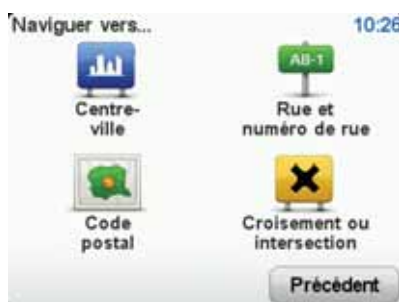 Naviguer vers... 10:26
AB-1
Centre-
ville
Rue et
numéro de rue
Code
postal
Croisement ou
intersection
Précédent